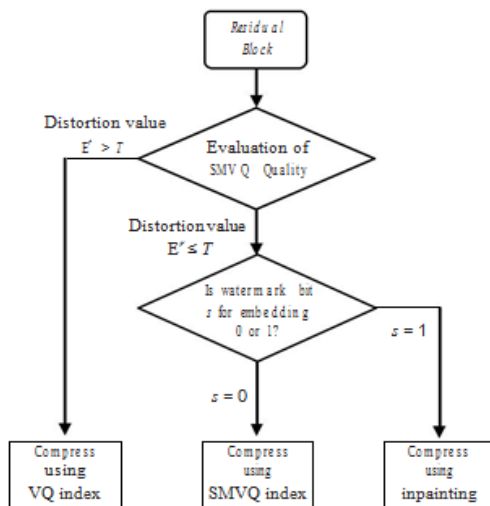 Residual
Block
Distortion value
E' > T
Evaluation of
SMVQ Quality
Distortion value
E' ≤ T
Is watermark bit
s for embedding
0 or 1?
s = 1
s = 0
Compress
using
VQ index
Compress
using
SMVQ index
Compress
using
inpainting